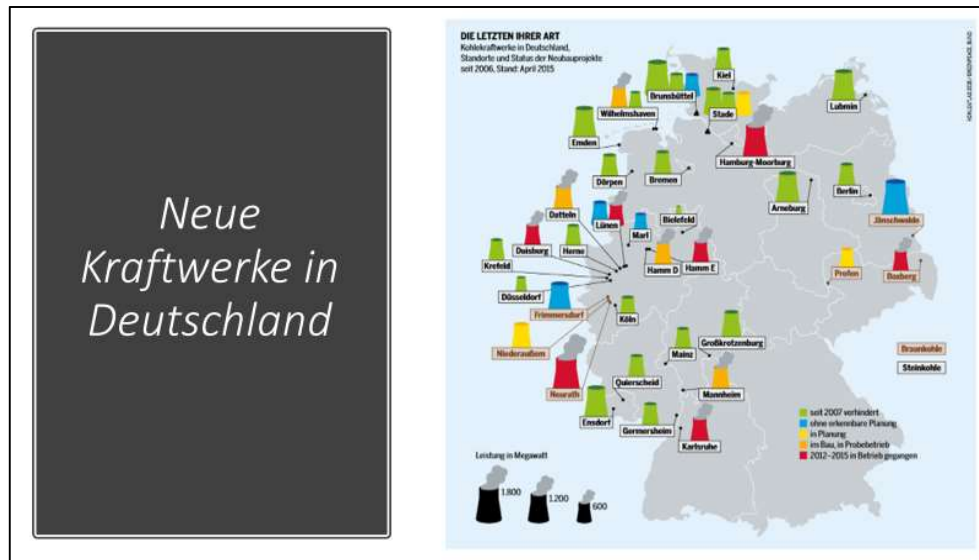 Neue
Kraftwerke in
Deutschland
DIE LETZTEN IHRER ART
Kohlekraftwerke in Deutschland,
Standorte und Status der Neubauprojekte
seit 2006, Stand: April 2015
Kiel
Brunsbüttel
Lubmin
Wilhelmshaven
Stade
Emden
Hamburg-Moorburg
Dörpen
Bremen
Berlin
Arneburg
Datteln
Lünen
Bielefeld
Jänschwalde
Marl
Duisburg
Herne
Krefeld
Hamm D
Hamm E
Profen
Boxberg
Düsseldorf
Frimmersdorf
Köln
Niederaußem
Großkrotzenburg
Mainz
Braunkohle
Steinkohle
Neurath
Quierscheid
Mannheim
Ensdorf
Germersheim
Karlsruhe
seit 2007 verhindert
ohne erkennbare Planung
in Planung
im Bau, in Probebetrieb
2012–2015 in Betrieb gegangen
Leistung in Megawatt
1.800
1.200
600